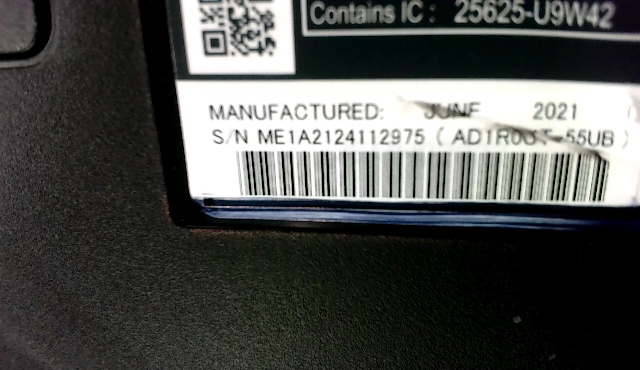 Contains IC : 25625-U9W42
MANUFACTURED: JUNE 2021
S/N ME1A2124112975 (